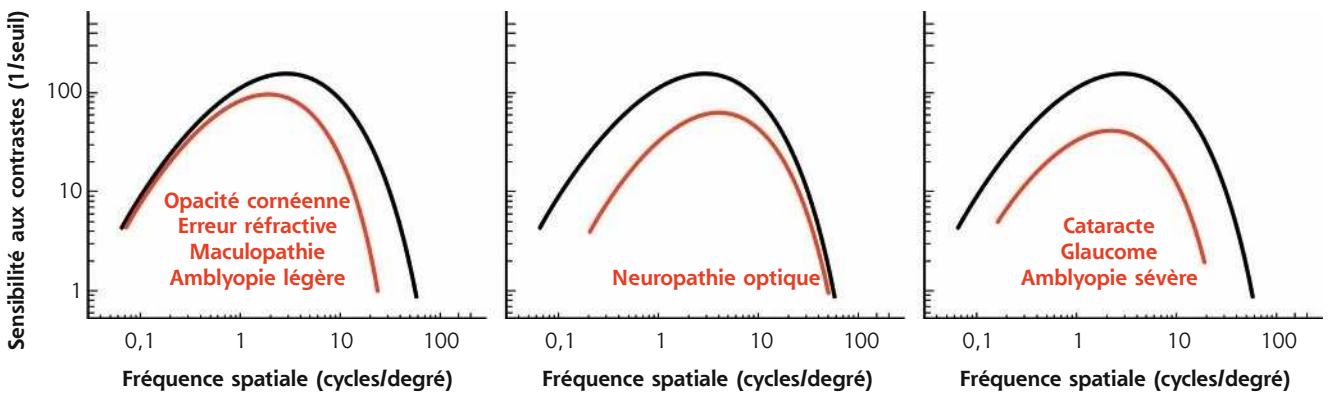 Sensibilité aux contrastes (1/seuil)
100
10
1
Opacité cornéenne
Erreur réfractive
Maculopathie
Amblyopie légère
0,1 1 10 100
Fréquence spatiale (cycles/degré)
Neuropathie optique
0,1 1 10 100
Fréquence spatiale (cycles/degré)
Cataracte
Glaucome
Amblyopie sévère
0,1 1 10 100
Fréquence spatiale (cycles/degré)